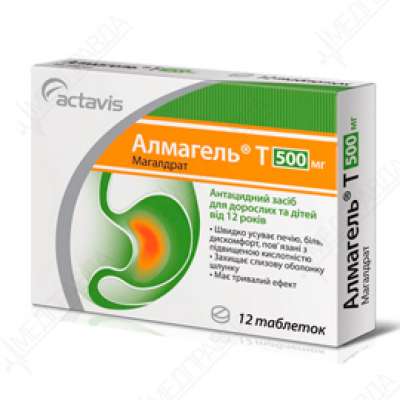 actavis
Алмагель® Т 500 мг
Магалдрат
Антацидний засіб
для дорослих та дітей
від 12 років
• Швидко усуває печію, біль,
дискомфорт, пов'язані з
підвищеною кислотністю
• Захищає слизову оболонку
шлунку
• Має тривалий ефект
12 таблеток
Алмагель® Т 500 мг
Магалдрат